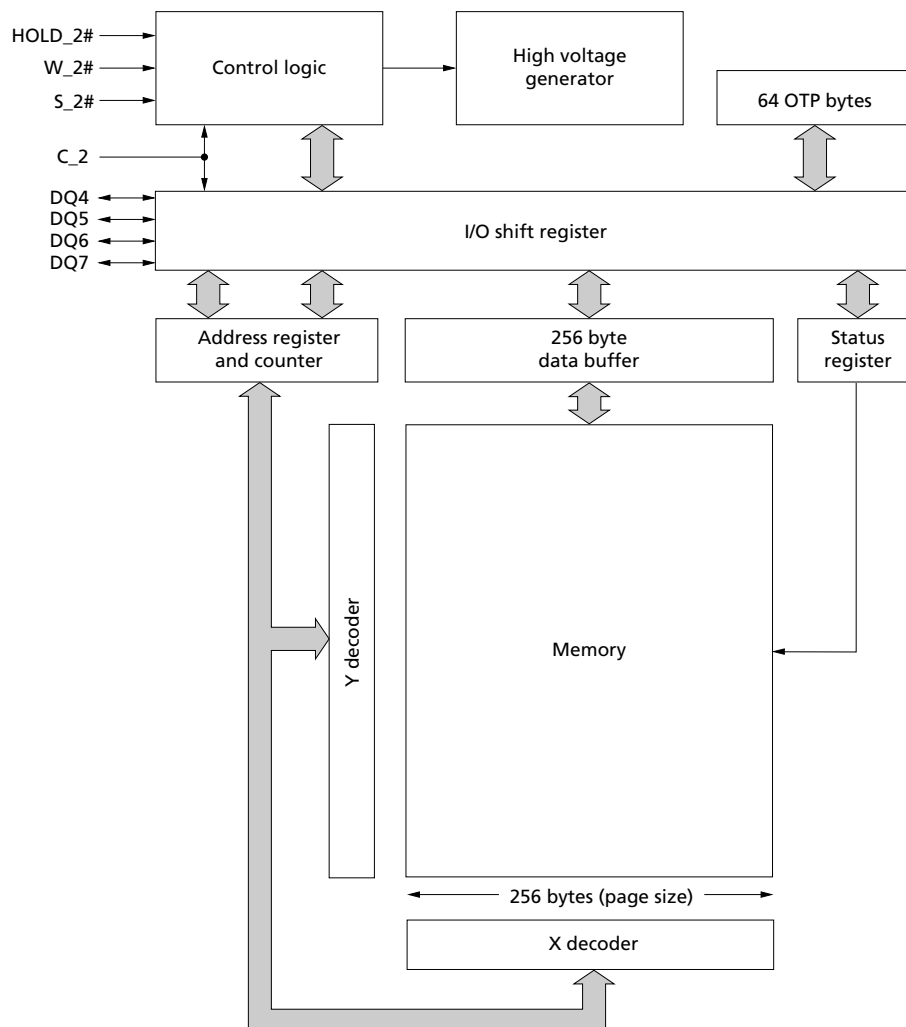 HOLD_2#
W_2#
S_2#
C_2
Control logic
High voltage
generator
64 OTP bytes
DQ4
DQ5
DQ6
DQ7
I/O shift register
Address register
and counter
256 byte
data buffer
Status
register
Y decoder
Memory
256 bytes (page size)
X decoder